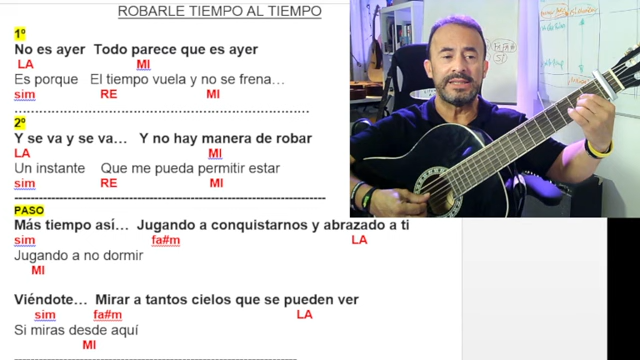 ROBARLE TIEMPO AL TIEMPO
1º
No es ayer Todo parece que es ayer
LA MI
Es porque El tiempo vuela y no se frena...
sim RE MI
2º
Y se va y se va... Y no hay manera de robar
LA MI
Un instante Que me pueda permitir estar
sim RE MI
PASO
Más tiempo así... Jugando a conquistarnos y abrazado a ti
sim fa#m LA
Jugando a no dormir
MI
Viéndote... Mirar a tantos cielos que se pueden ver
sim fa#m LA
Si miras desde aquí
MI